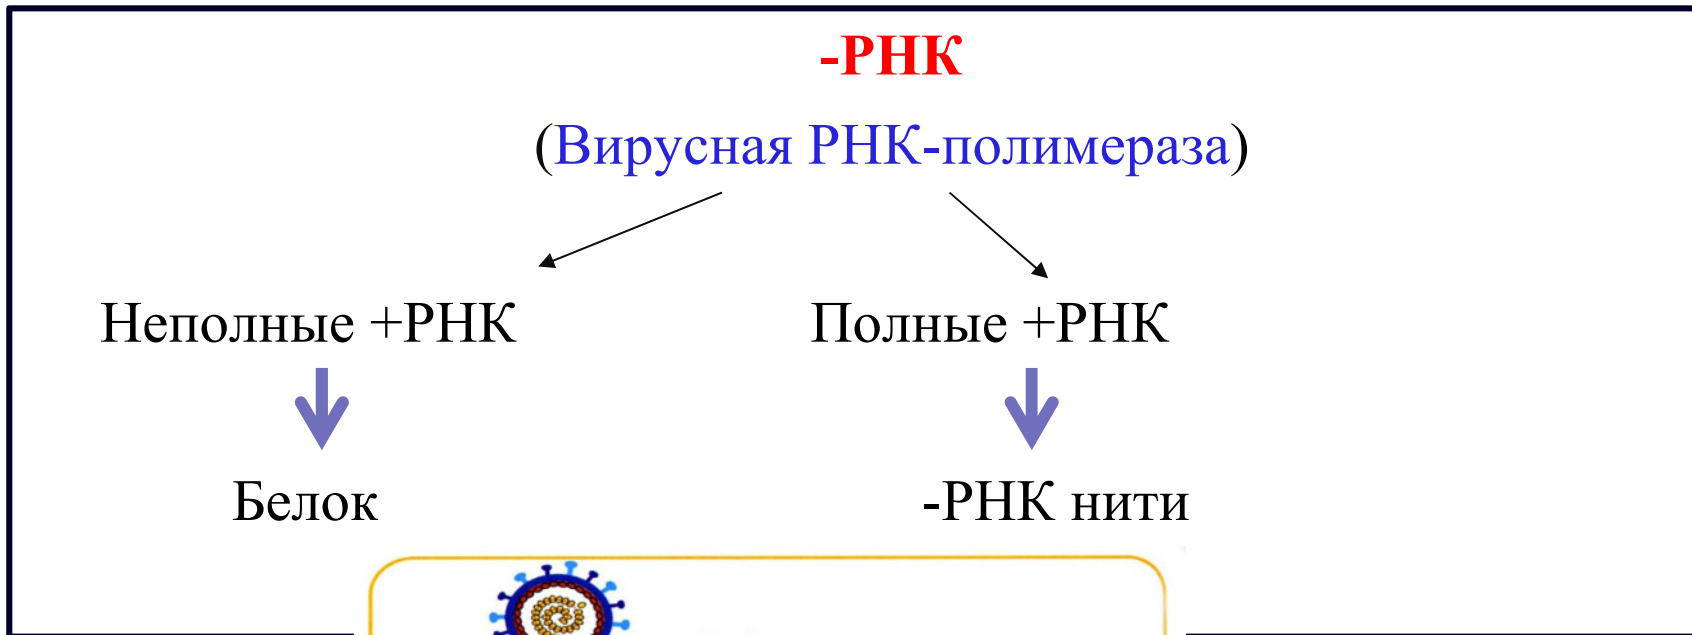 -РНК
(Вирусная РНК-полимераза)
Неполные +РНК Полные +РНК
Белок -РНК нити